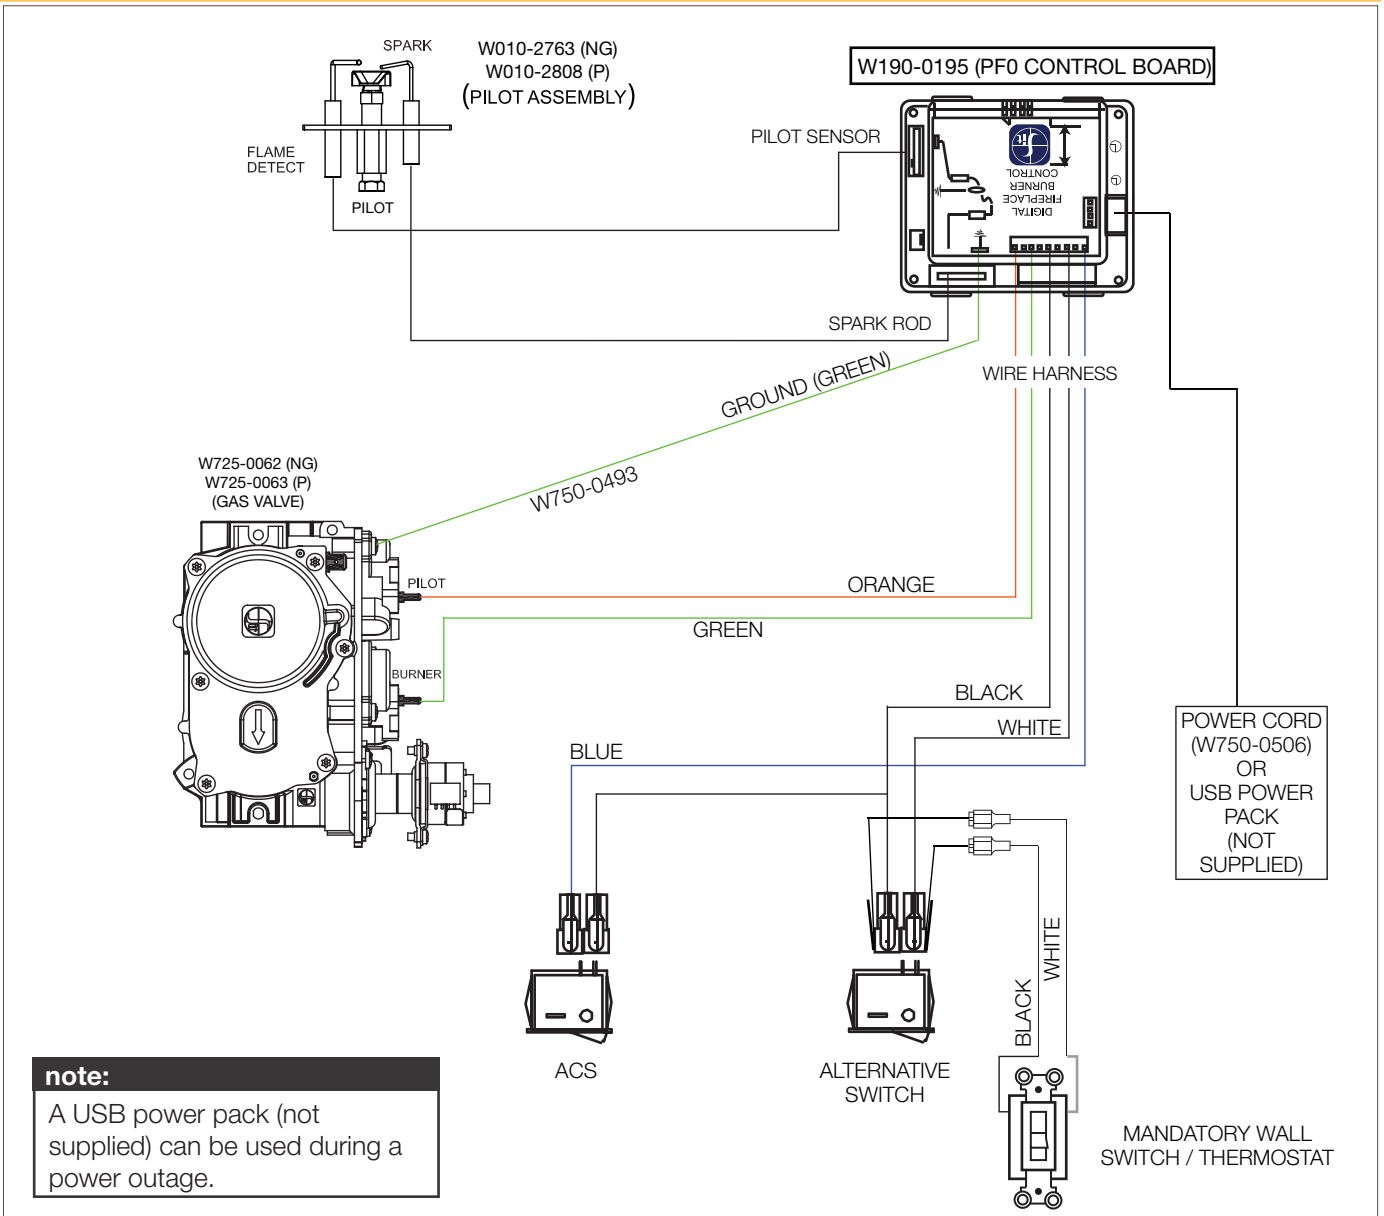 SPARK
W010-2763 (NG)
W010-2808 (P)
(PILOT ASSEMBLY)
FLAME
DETECT
PILOT
W190-0195 (PF0 CONTROL BOARD)
PILOT SENSOR
fit
DIGITAL
FIREPLACE
BURNER
CONTROL
SPARK ROD
WIRE HARNESS
GROUND (GREEN)
W750-0493
W725-0062 (NG)
W725-0063 (P)
(GAS VALVE)
PILOT
ORANGE
GREEN
BURNER
BLACK
WHITE
BLUE
POWER CORD
(W750-0506)
OR
USB POWER
PACK
(NOT
SUPPLIED)
BLACK
WHITE
ACS
ALTERNATIVE
SWITCH
MANDATORY WALL
SWITCH / THERMOSTAT
note:
A USB power pack (not
supplied) can be used during a
power outage.